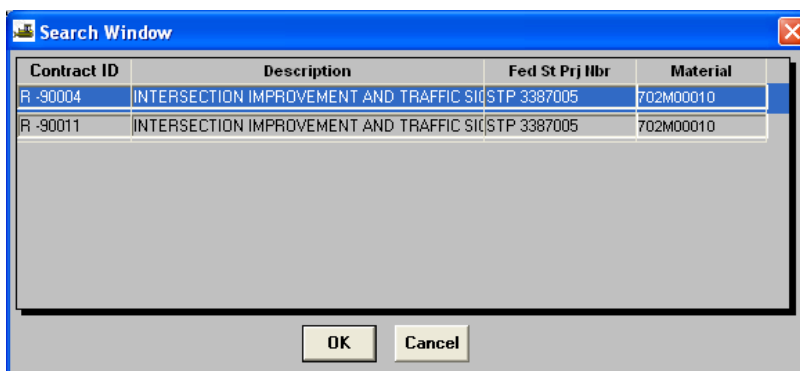 Search Window
Contract ID Description Fed St Prj Nbr Material
R -90004 INTERSECTION IMPROVEMENT AND TRAFFIC SI STP 3387005 702M00010
R -90011 INTERSECTION IMPROVEMENT AND TRAFFIC SI STP 3387005 702M00010
OK Cancel